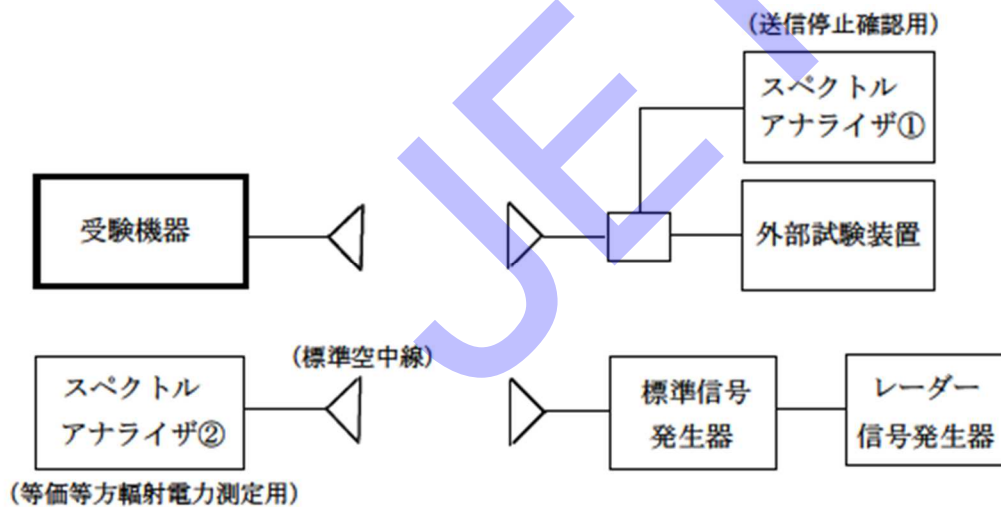 (送信停止確認用)
スペクトル
アナライザ①
受験機器
外部試験装置
(標準空中線)
スペクトル
アナライザ②
標準信号
発生器
レーダー
信号発生器
(等価等方輻射電力測定用)